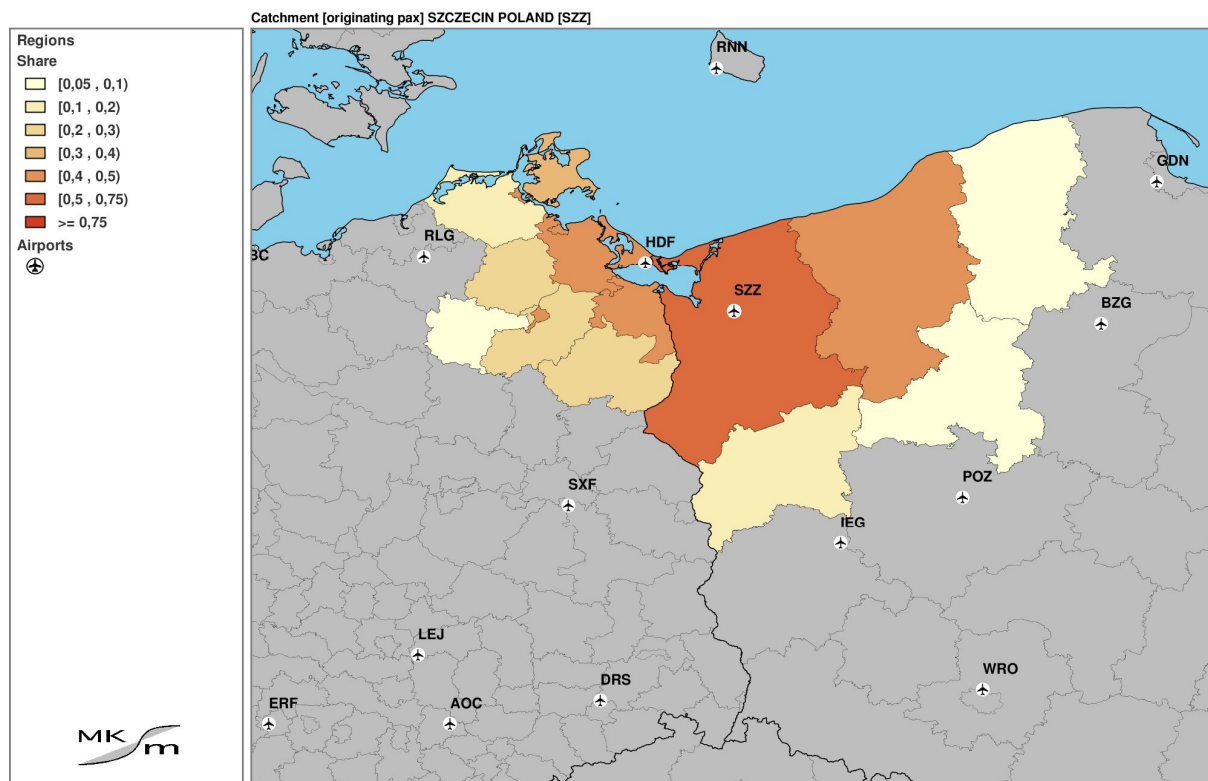 Catchment [originating pax] SZCZECIN POLAND [SZZ]
Regions
Share
[0,05 , 0,1)
[0,1 , 0,2)
[0,2 , 0,3)
[0,3 , 0,4)
[0,4 , 0,5)
[0,5 , 0,75)
>= 0,75
Airports
RNN
GDN
RLG
HDF
BC
SZZ
BZG
SXF
POZ
IEG
LEJ
DRS
WRO
ERF
AOC
MK
m